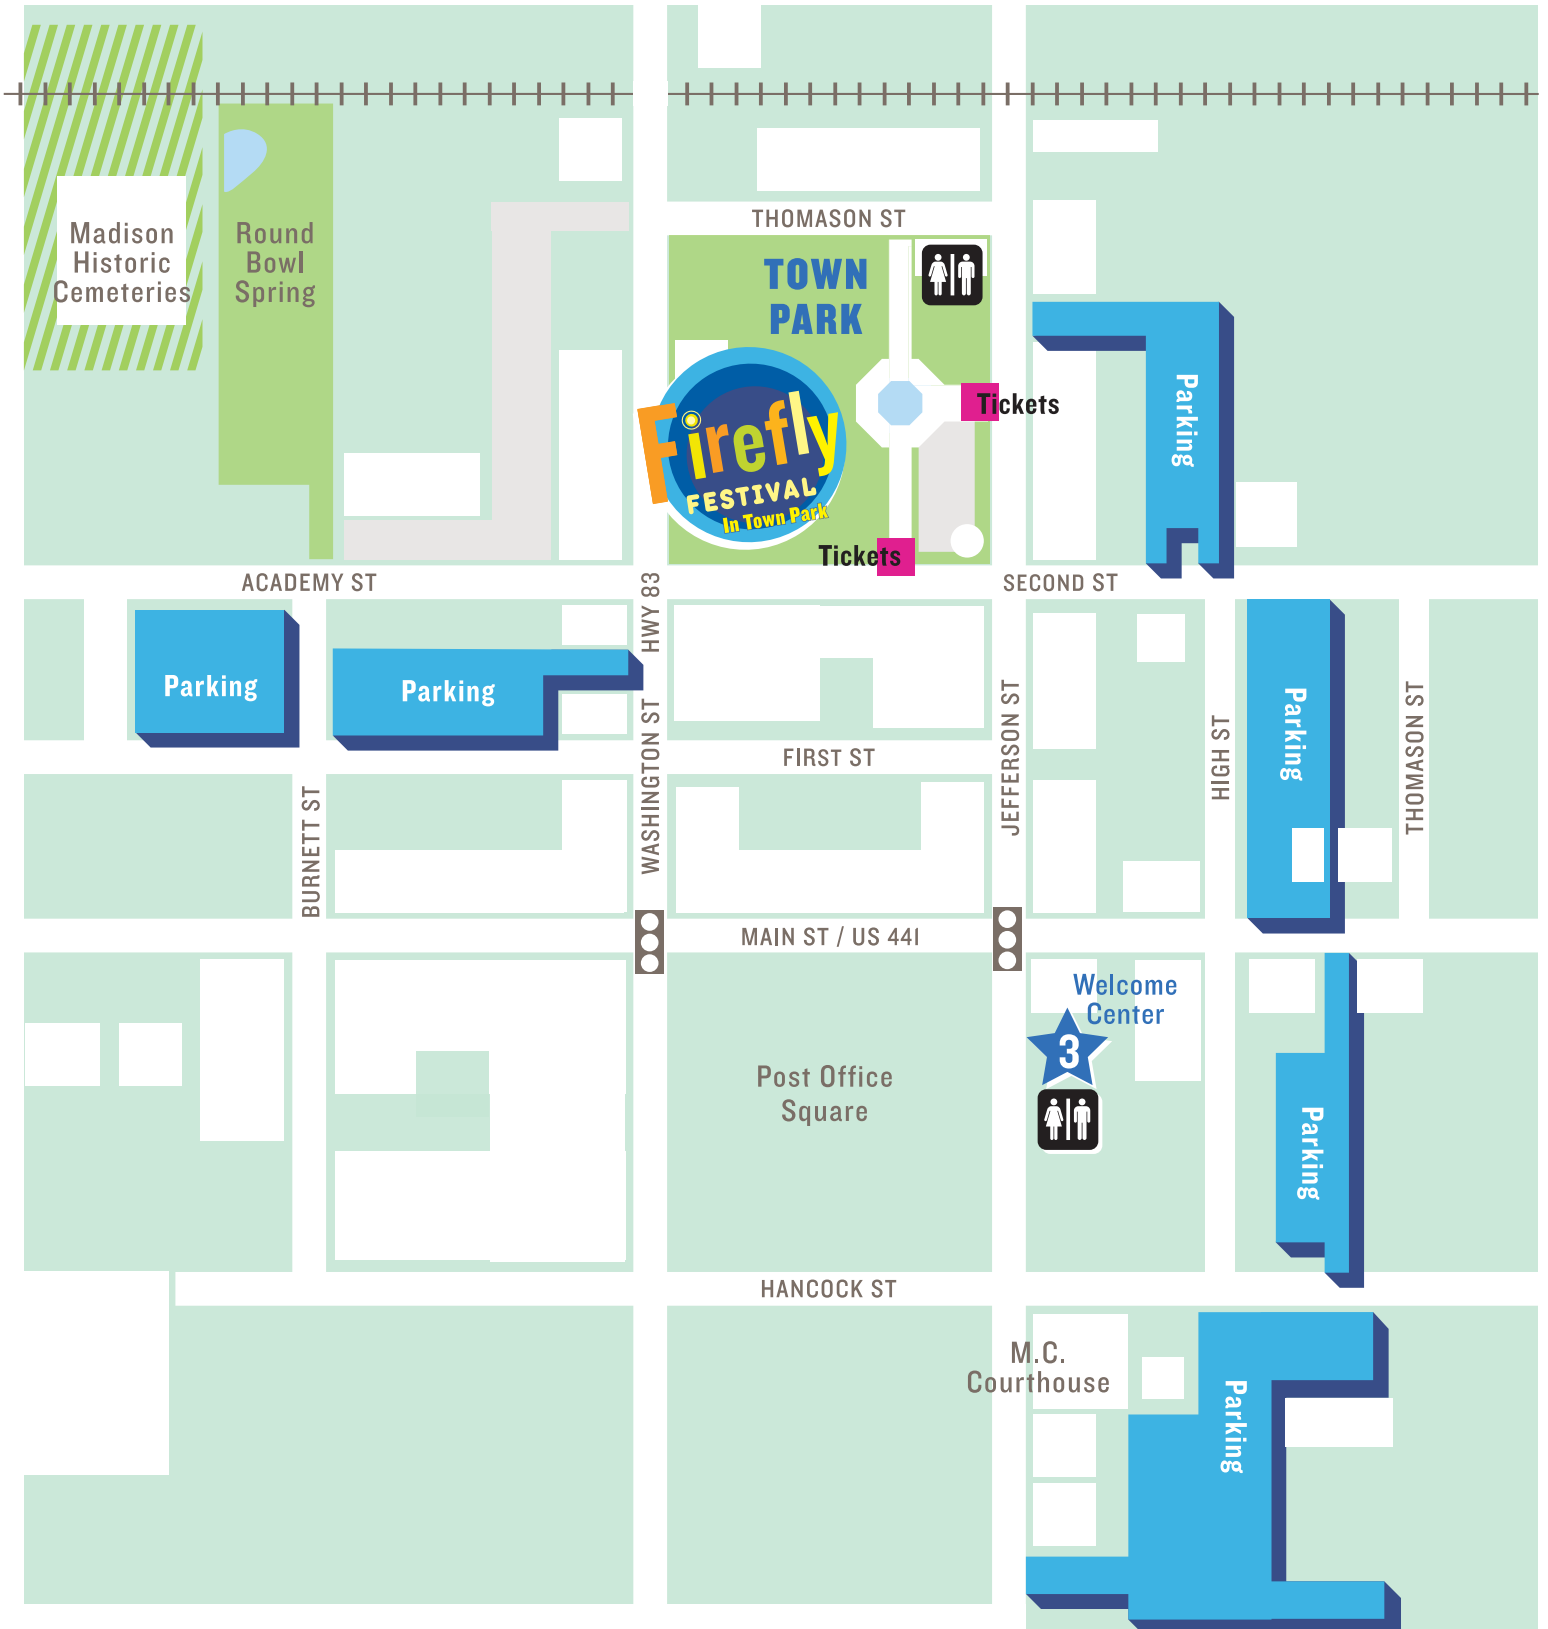 THOMASON ST
Madison
Historic
Cemeteries
Round
Bowl
Spring
TOWN
PARK
Firefly
FESTIVAL
In Town Park
Tickets
Tickets
Parking
ACADEMY ST
HWY 83
SECOND ST
Parking
Parking
WASHINGTON ST
FIRST ST
JEFFERSON ST
HIGH ST
Parking
THOMASON ST
BURNETT ST
MAIN ST / US 441
Welcome
Center
3
Post Office
Square
Parking
HANCOCK ST
M.C.
Courthouse
Parking